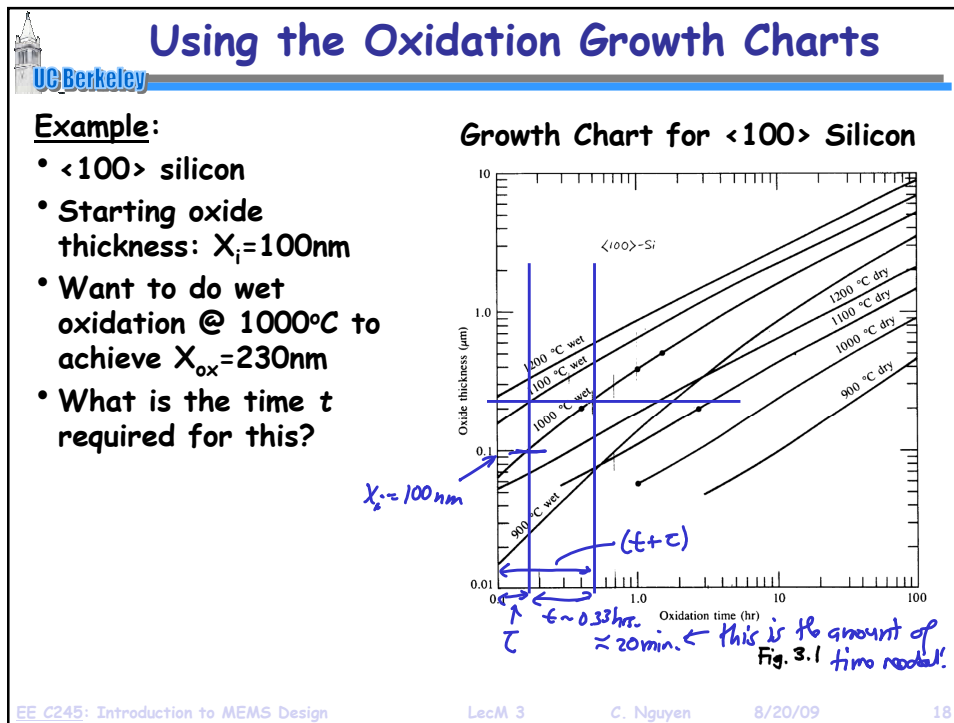 Using the Oxidation Growth Charts
UC Berkeley
Example:
• <100> silicon
• Starting oxide
thickness: Xi=100nm
• Want to do wet
oxidation @ 1000°C to
achieve Xox=230nm
• What is the time t
required for this?
Growth Chart for <100> Silicon
10
1.0
0.1
0.01
Oxide thickness (μm)
<100>-Si
1200 °C wet
1100 °C wet
1000 °C wet
900 °C wet
1200 °C dry
1100 °C dry
1000 °C dry
900 °C dry
Xi = 100nm
(t+τ)
1.0
10
100
Oxidation time (hr)
τ
t ~ 0.33hrs.
≈ 20min. ← this is the amount of
time needed!
Fig. 3.1
EE C245: Introduction to MEMS Design
LecM 3
C. Nguyen
8/20/09
18